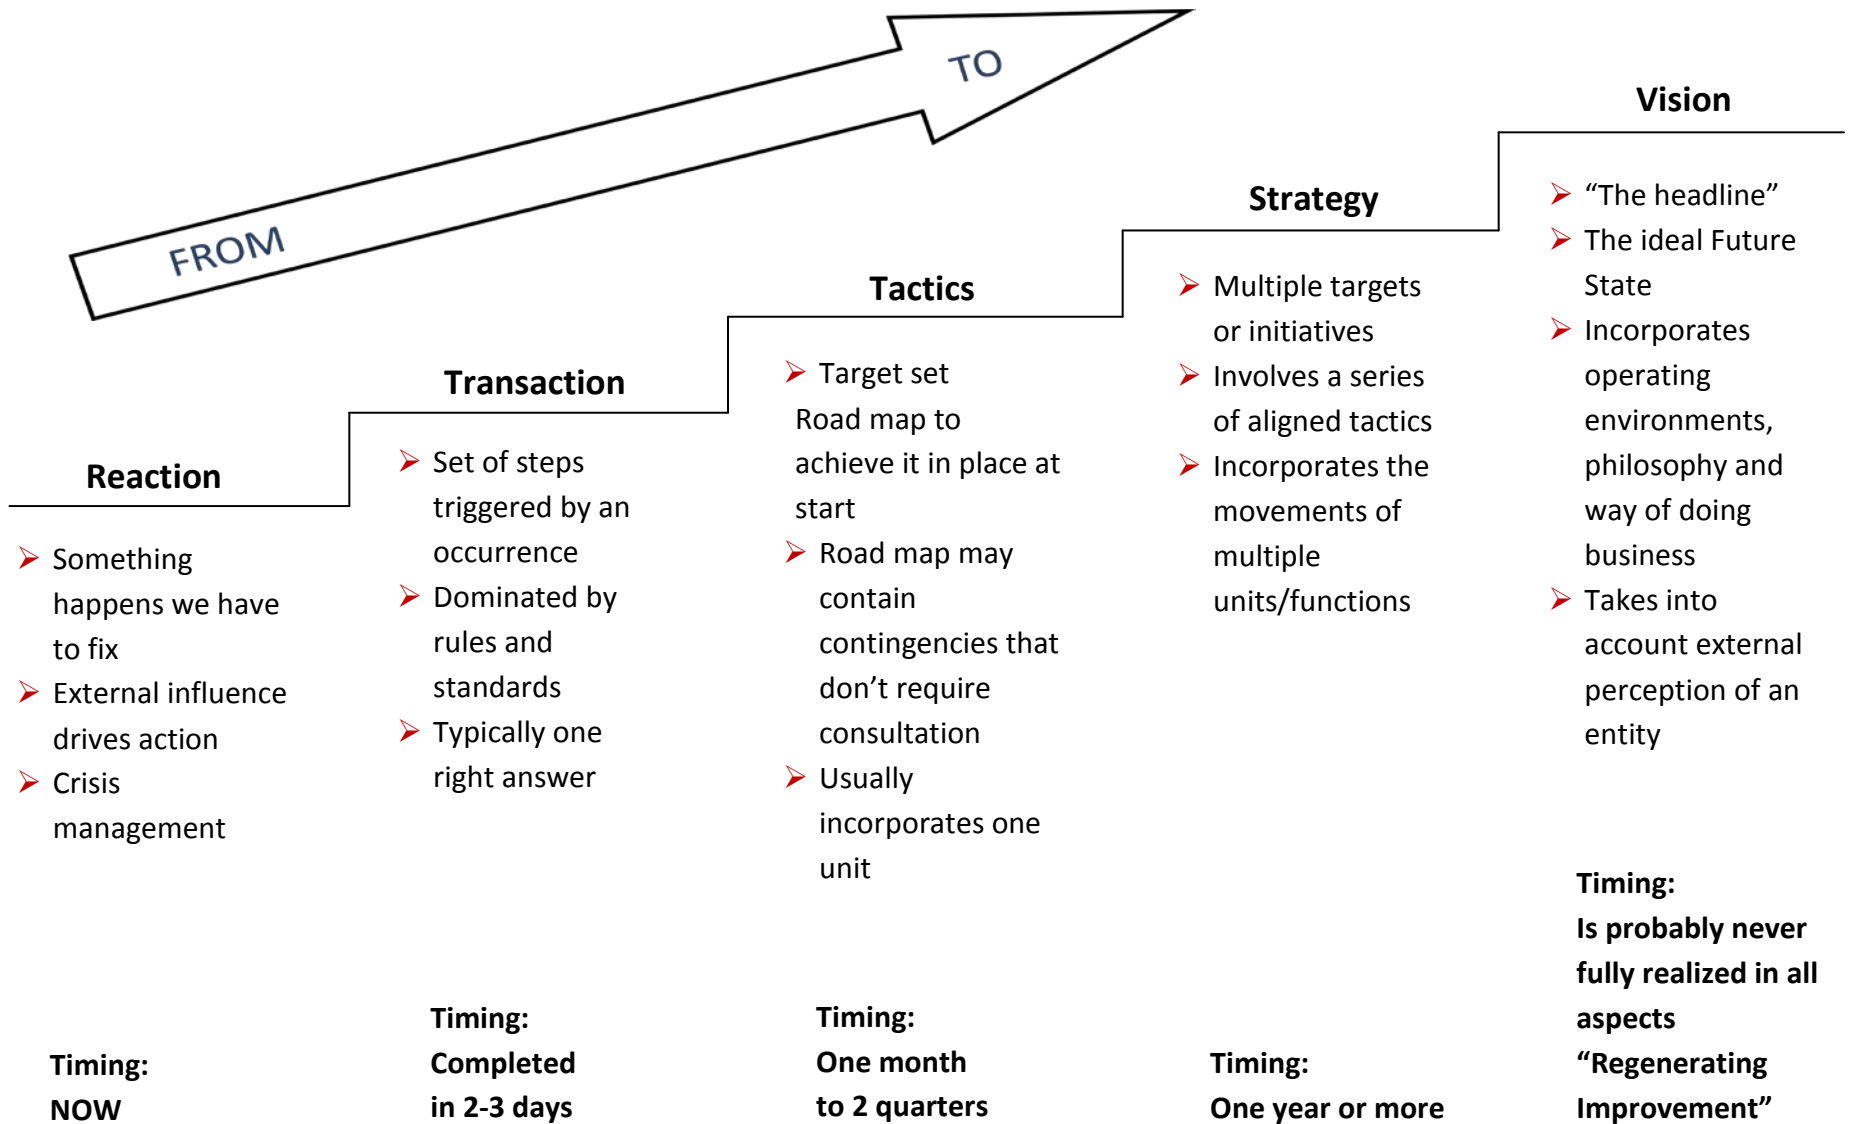 FROM
TO
Reaction
Something
happens we have
to fix
External influence
drives action
Crisis
management
Timing:
NOW
Transaction
Set of steps
triggered by an
occurrence
Dominated by
rules and
standards
Typically one
right answer
Timing:
Completed
in 2-3 days
Tactics
Target set
Road map to
achieve it in place at
start
Road map may
contain
contingencies that
don’t require
consultation
Usually
incorporates one
unit
Timing:
One month
to 2 quarters
Strategy
Multiple targets
or initiatives
Involves a series
of aligned tactics
Incorporates the
movements of
multiple
units/functions
Timing:
One year or more
Vision
“The headline”
The ideal Future
State
Incorporates
operating
environments,
philosophy and
way of doing
business
Takes into
account external
perception of an
entity
Timing:
Is probably never
fully realized in all
aspects
“Regenerating
Improvement”